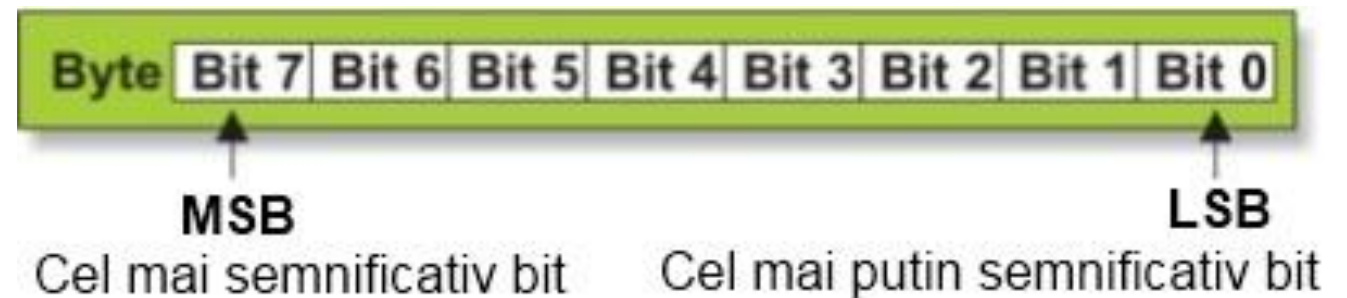 Byte Bit 7 Bit 6 Bit 5 Bit 4 Bit 3 Bit 2 Bit 1 Bit 0
MSB LSB
Cel mai semnificativ bit Cel mai putin semnificativ bit